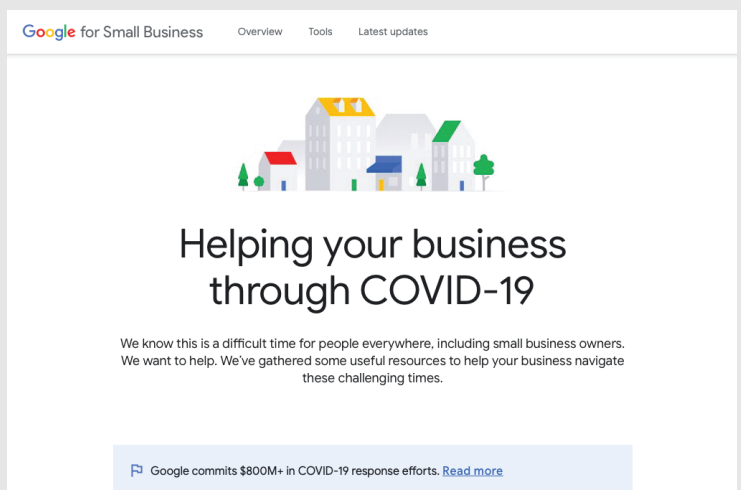 Google for Small Business Overview Tools Latest updates
Helping your business
through COVID-19
We know this is a difficult time for people everywhere, including small business owners.
We want to help. We've gathered some useful resources to help your business navigate
these challenging times.
Google commits $800M+ in COVID-19 response efforts. Read more